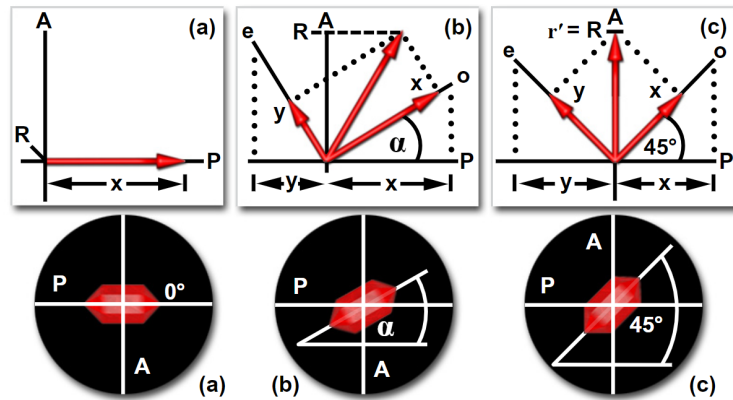 A (a)
R
P
x
e A R (b)
x o
y
α
P
y x
r′ = R A (c)
e o
y x
45°
P
y x
P 0°
A
(a)
P
α
A
(b)
A
P
45°
(c)